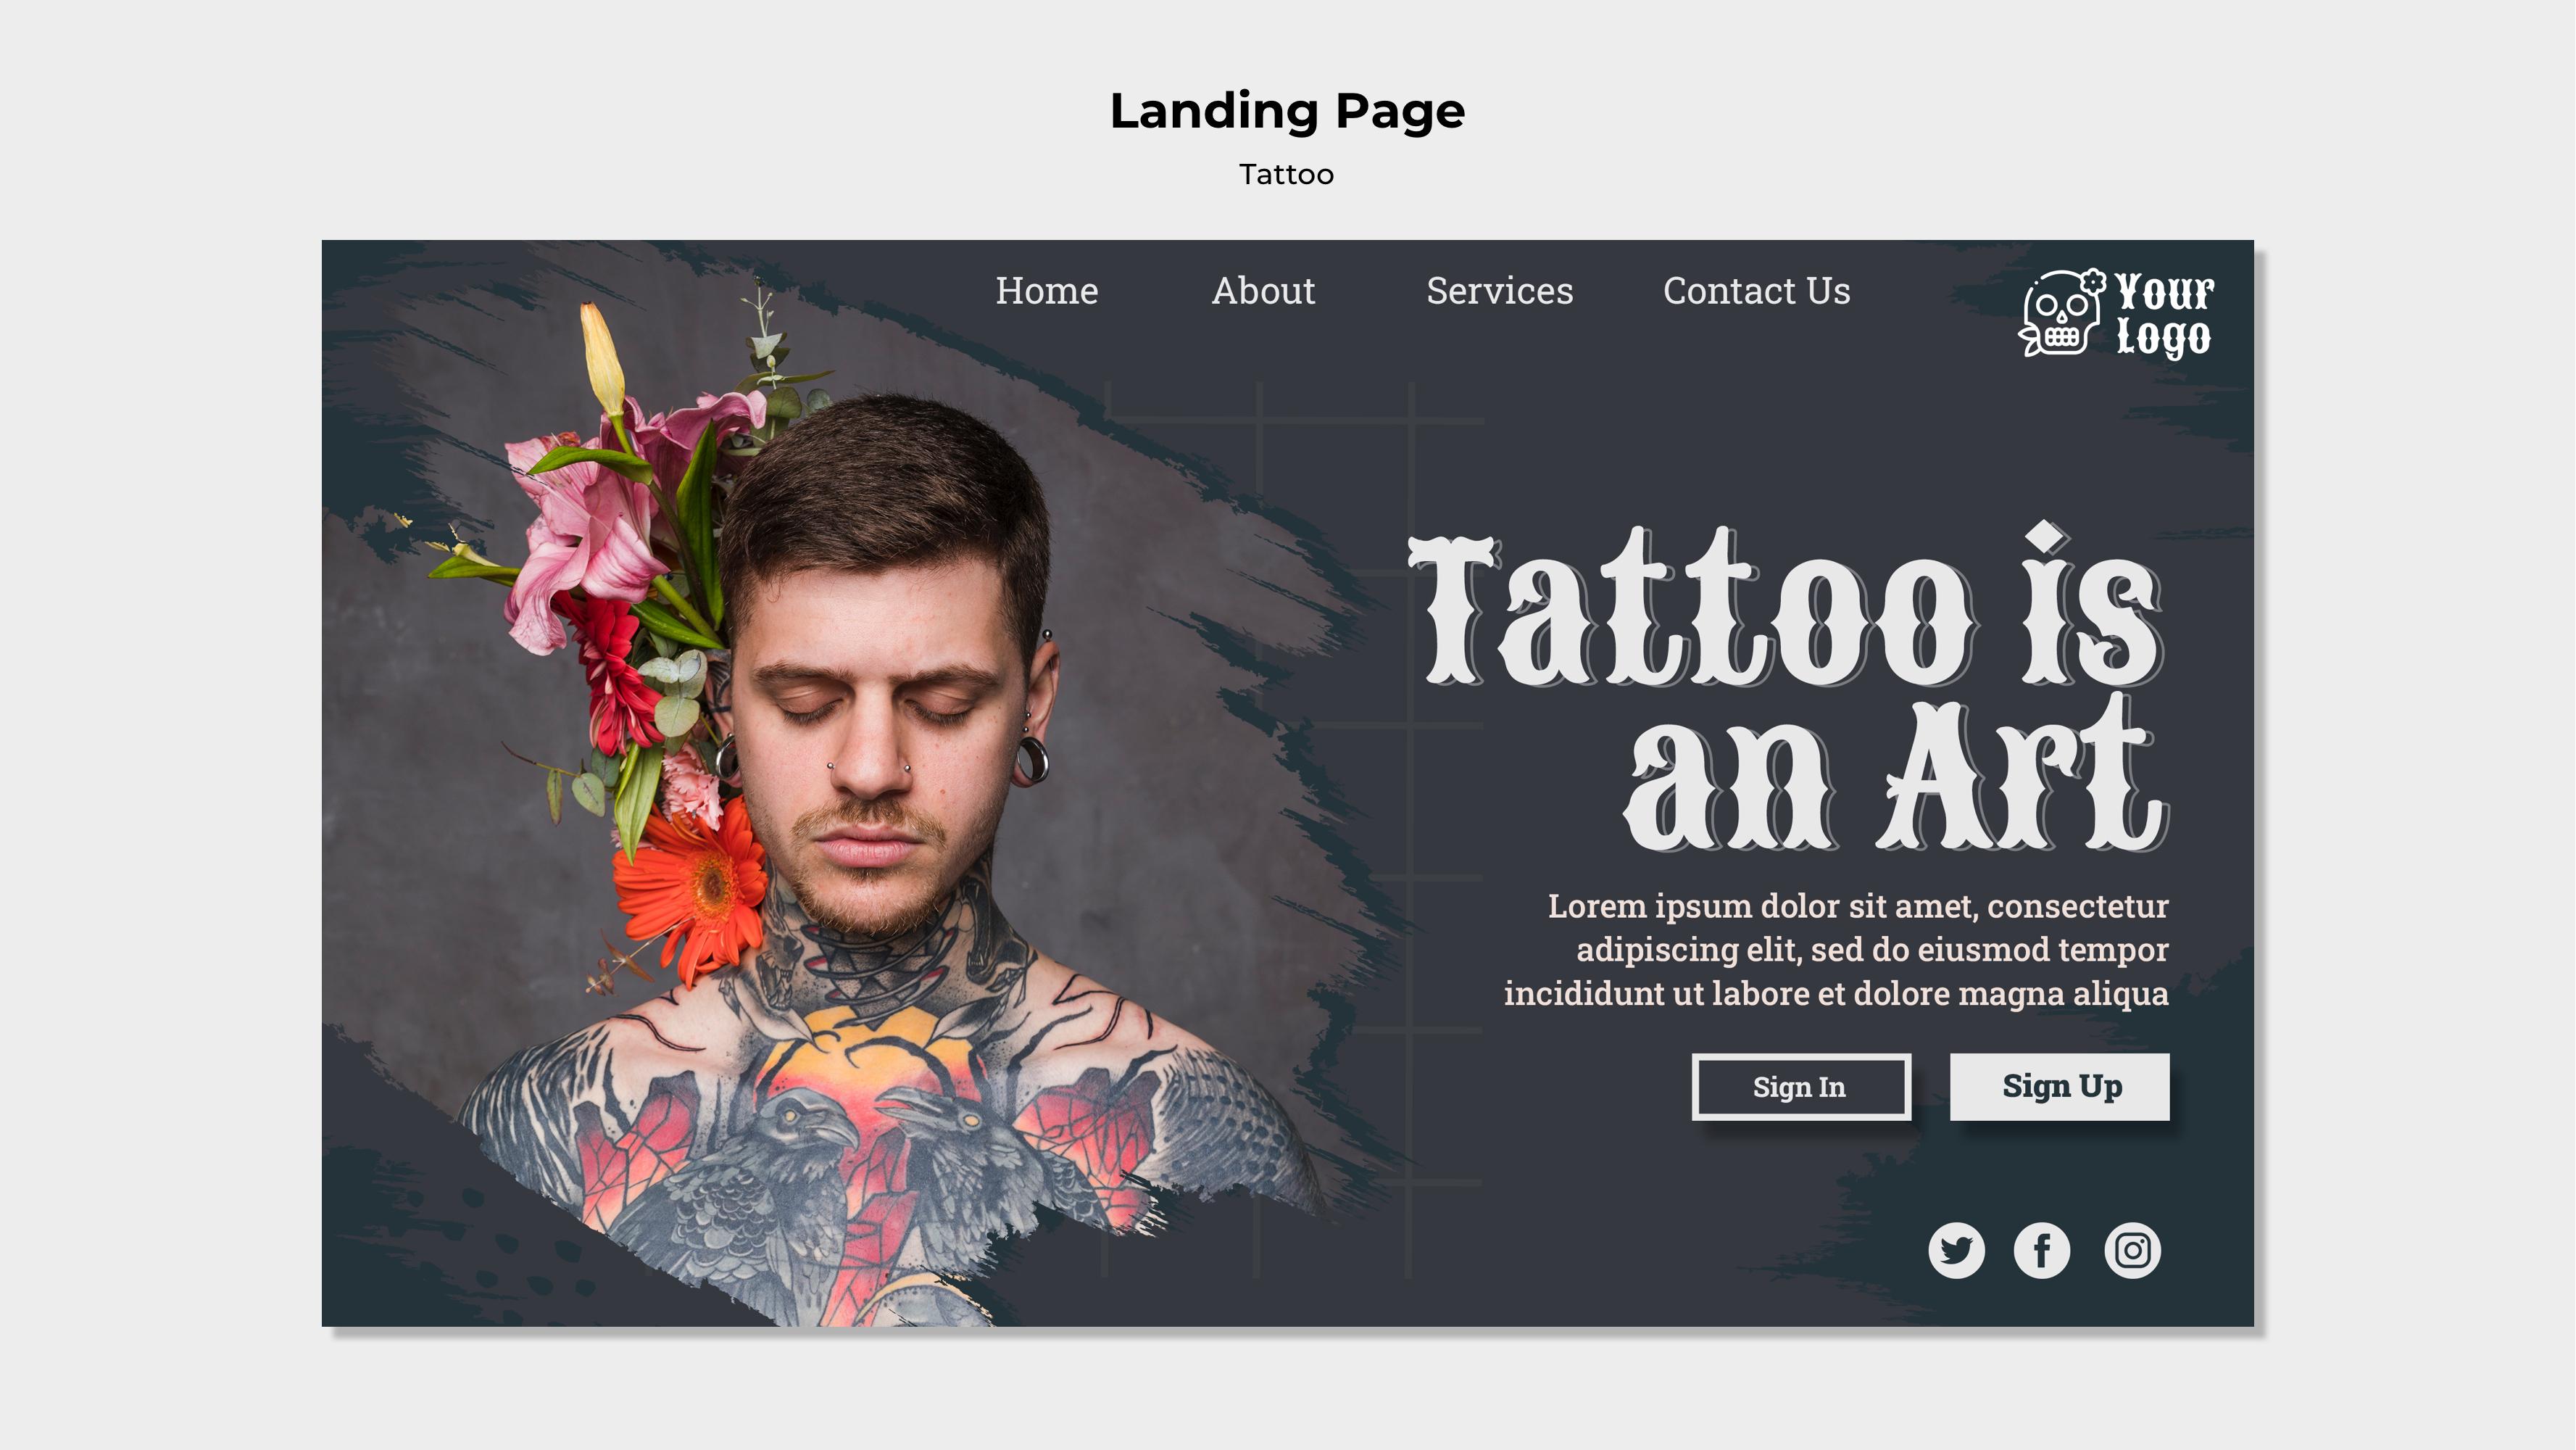 Landing Page
Tattoo
Home About Services Contact Us
Your
Logo
Tattoo is
an Art
Lorem ipsum dolor sit amet, consectetur
adipiscing elit, sed do eiusmod tempor
incididunt ut labore et dolore magna aliqua
Sign In Sign Up